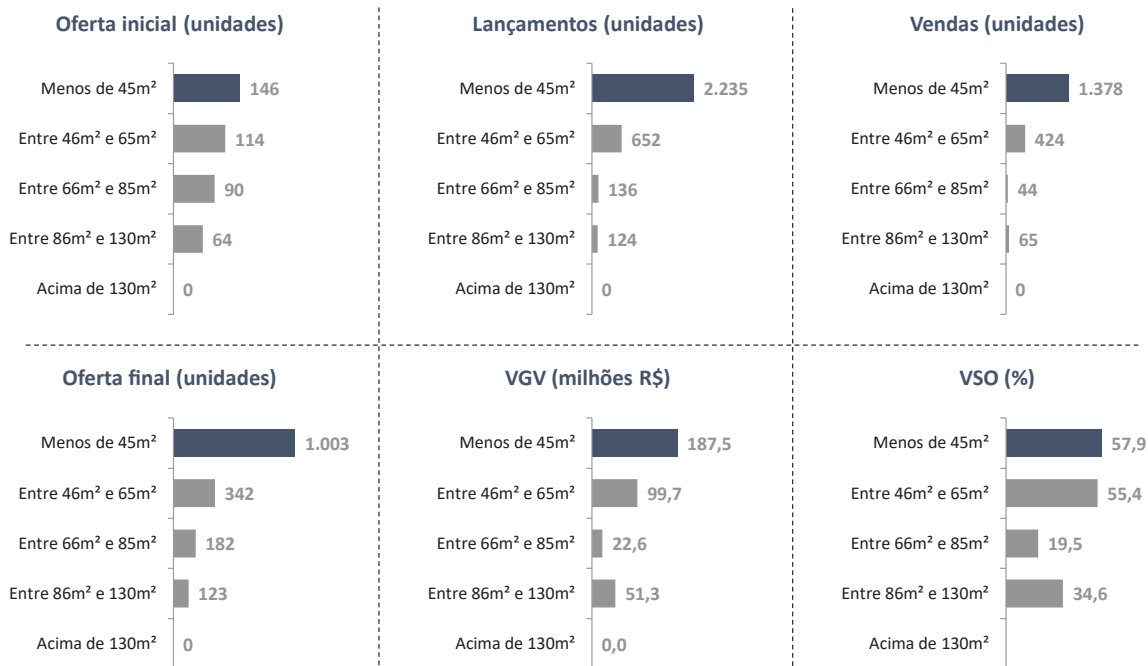 Oferta inicial (unidades)
Menos de 45m² 146
Entre 46m² e 65m² 114
Entre 66m² e 85m² 90
Entre 86m² e 130m² 64
Acima de 130m² 0
Lançamentos (unidades)
Menos de 45m² 2.235
Entre 46m² e 65m² 652
Entre 66m² e 85m² 136
Entre 86m² e 130m² 124
Acima de 130m² 0
Vendas (unidades)
Menos de 45m² 1.378
Entre 46m² e 65m² 424
Entre 66m² e 85m² 44
Entre 86m² e 130m² 65
Acima de 130m² 0
Oferta final (unidades)
Menos de 45m² 1.003
Entre 46m² e 65m² 342
Entre 66m² e 85m² 182
Entre 86m² e 130m² 123
Acima de 130m² 0
VGV (milhões R$)
Menos de 45m² 187,5
Entre 46m² e 65m² 99,7
Entre 66m² e 85m² 22,6
Entre 86m² e 130m² 51,3
Acima de 130m² 0,0
VSO (%)
Menos de 45m² 57,9
Entre 46m² e 65m² 55,4
Entre 66m² e 85m² 19,5
Entre 86m² e 130m² 34,6
Acima de 130m²